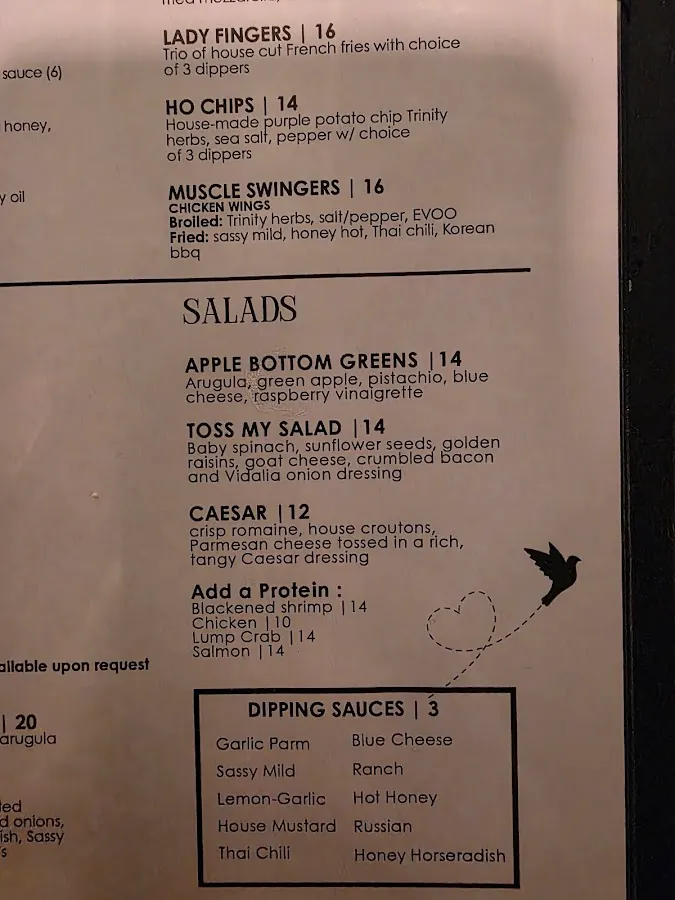 LADY FINGERS | 16
Trio of house cut French fries with choice
of 3 dippers
HO CHIPS | 14
House-made purple potato chip Trinity
herbs, sea salt, pepper w/ choice
of 3 dippers
MUSCLE SWINGERS | 16
CHICKEN WINGS
Broiled: Trinity herbs, salt/pepper, EVOO
Fried: sassy mild, honey hot, Thai chili, Korean
bbq
sauce (6)
honey,
oil
SALADS
APPLE BOTTOM GREENS |14
Arugula, green apple, pistachio, blue
cheese, raspberry vinaigrette
TOSS MY SALAD |14
Baby spinach, sunflower seeds, golden
raisins, goat cheese, crumbled bacon
and Vidalia onion dressing
CAESAR |12
crisp romaine, house croutons,
Parmesan cheese tossed in a rich,
tangy Caesar dressing
Add a Protein :
Blackened shrimp |14
Chicken |10
Lump Crab |14
Salmon |14
upon request
| 20
arugula
onions,
Sassy
DIPPING SAUCES | 3
Garlic Parm
Sassy Mild
Lemon-Garlic
House Mustard
Thai Chili
Blue Cheese
Ranch
Hot Honey
Russian
Honey Horseradish